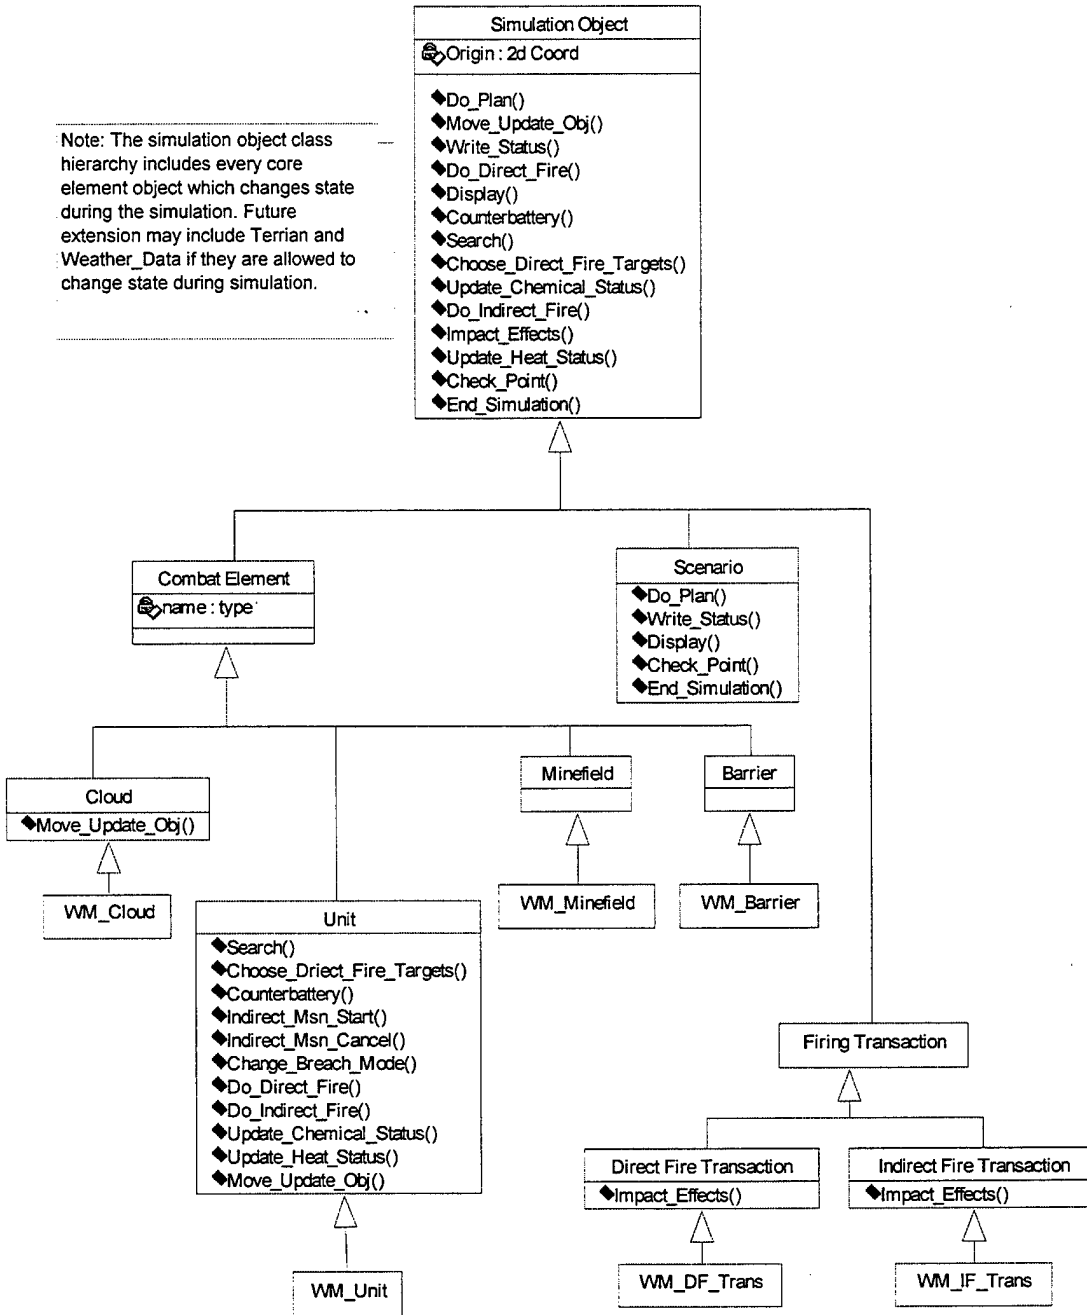 Simulation Object
Origin : 2d Coord
Do_Plan()
Move_Update_Obj()
Write_Status()
Do_Direct_Fire()
Display()
Counterbattery()
Search()
Choose_Direct_Fire_Targets()
Update_Chemical_Status()
Do_Indirect_Fire()
Impact_Effects()
Update_Heat_Status()
Check_Point()
End_Simulation()
Note: The simulation object class
hierarchy includes every core
element object which changes state
during the simulation. Future
extension may include Terrian and
Weather_Data if they are allowed to
change state during simulation.
Combat Element
name : type
Scenario
Do_Plan()
Write_Status()
Display()
Check_Point()
End_Simulation()
Cloud
Move_Update_Obj()
WM_Cloud
Unit
Search()
Choose_Driect_Fire_Targets()
Counterbattery()
Indirect_Msn_Start()
Indirect_Msn_Cancel()
Change_Breach_Mode()
Do_Direct_Fire()
Do_Indirect_Fire()
Update_Chemical_Status()
Update_Heat_Status()
Move_Update_Obj()
WM_Unit
Minefield
WM_Minefield
Barrier
WM_Barrier
Firing Transaction
Direct Fire Transaction
Impact_Effects()
WM_DF_Trans
Indirect Fire Transaction
Impact_Effects()
WM_IF_Trans